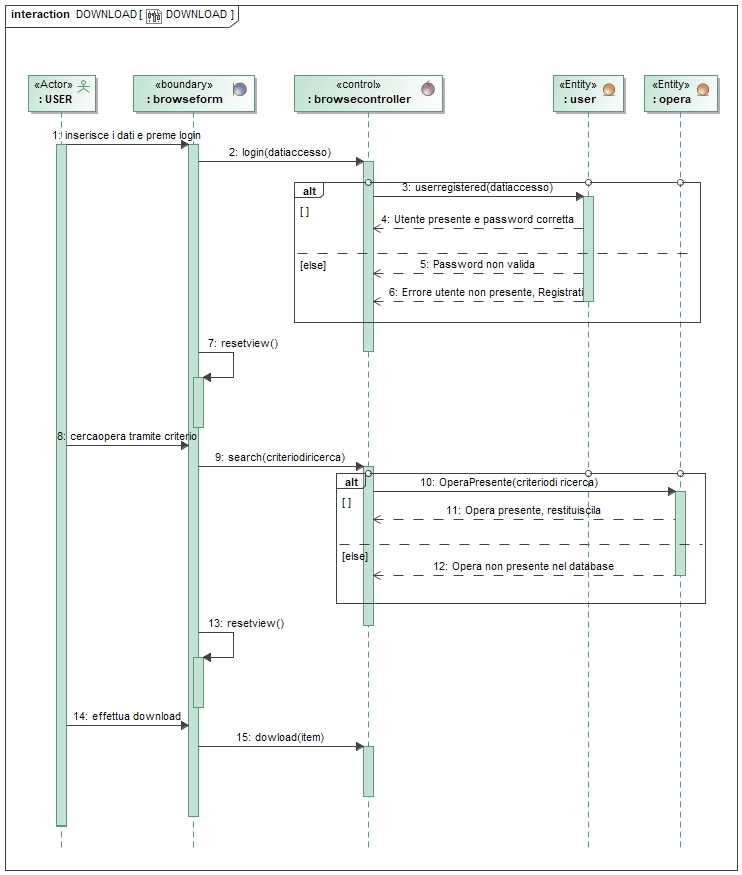 interaction DOWNLOAD [ DOWNLOAD ]
«Actor»
: USER
«boundary»
: browseform
«control»
: browsecontroller
«Entity»
: user
«Entity»
: opera
1: inserisce i dati e preme login
2: login(datiaccesso)
alt
3: userregistered(datiaccesso)
[ ]
4: Utente presente e password corretta
[else]
5: Password non valida
6: Errore utente non presente, Registrati
7: resetview()
8: cercaopera tramite criterio
9: search(criteriodiricerca)
alt
10: OperaPresente(criteriodi ricerca)
[ ]
11: Opera presente, restituiscila
[else]
12: Opera non presente nel database
13: resetview()
14: effettua download
15: dowload(item)